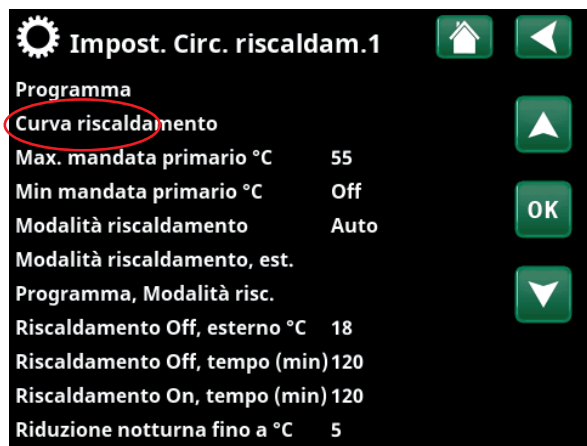 Impost. Circ. riscaldam.1
Programma
Curva riscaldamento
Max. mandata primario °C 55
Min mandata primario °C Off
Modalità riscaldamento Auto
OK
Modalità riscaldamento, est.
Programma, Modalità risc.
Riscaldamento Off, esterno °C 18
Riscaldamento Off, tempo (min) 120
Riscaldamento On, tempo (min) 120
Riduzione notturna fino a °C 5